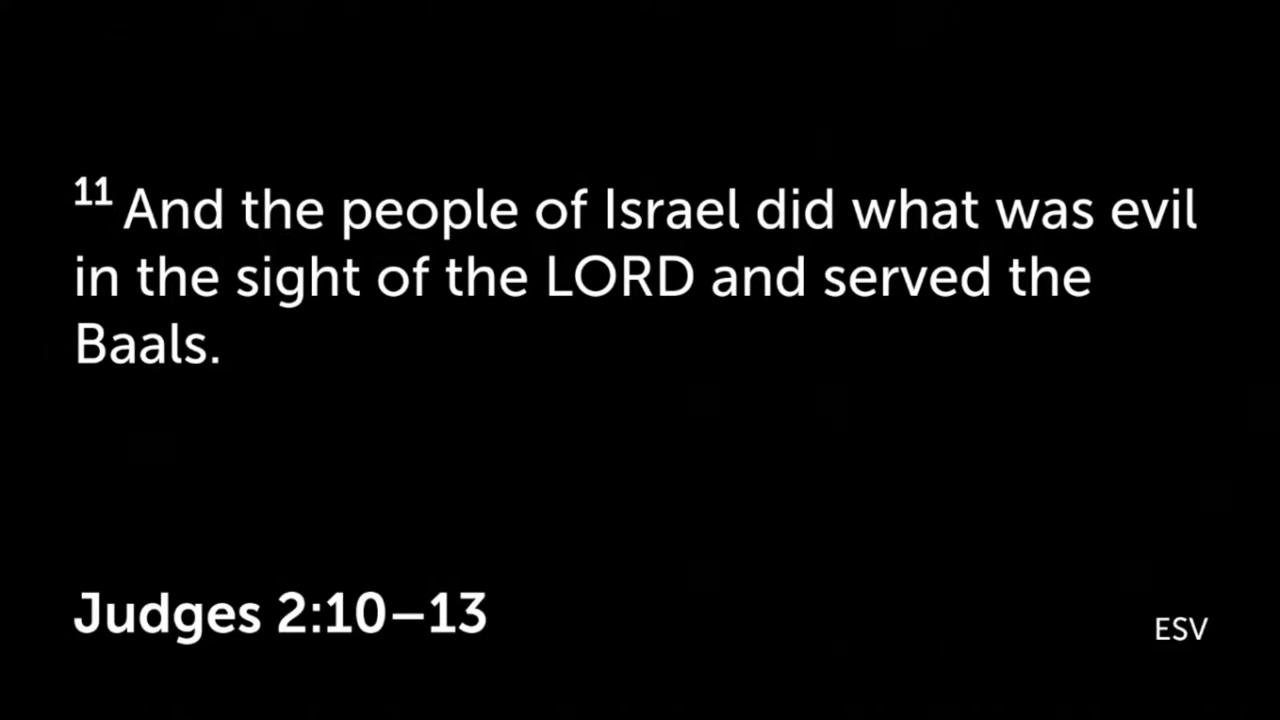 11 And the people of Israel did what was evil
in the sight of the LORD and served the
Baals.
Judges 2:10–13
ESV